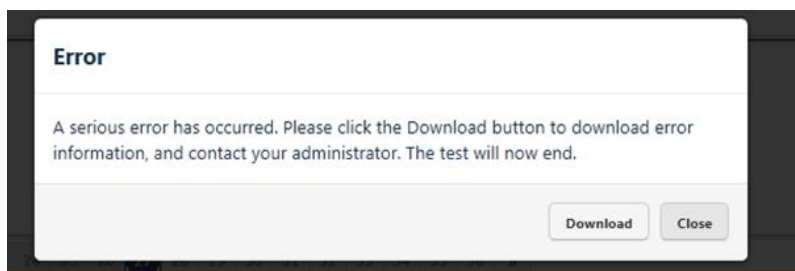 Error
A serious error has occurred. Please click the Download button to download error
information, and contact your administrator. The test will now end.
Download Close